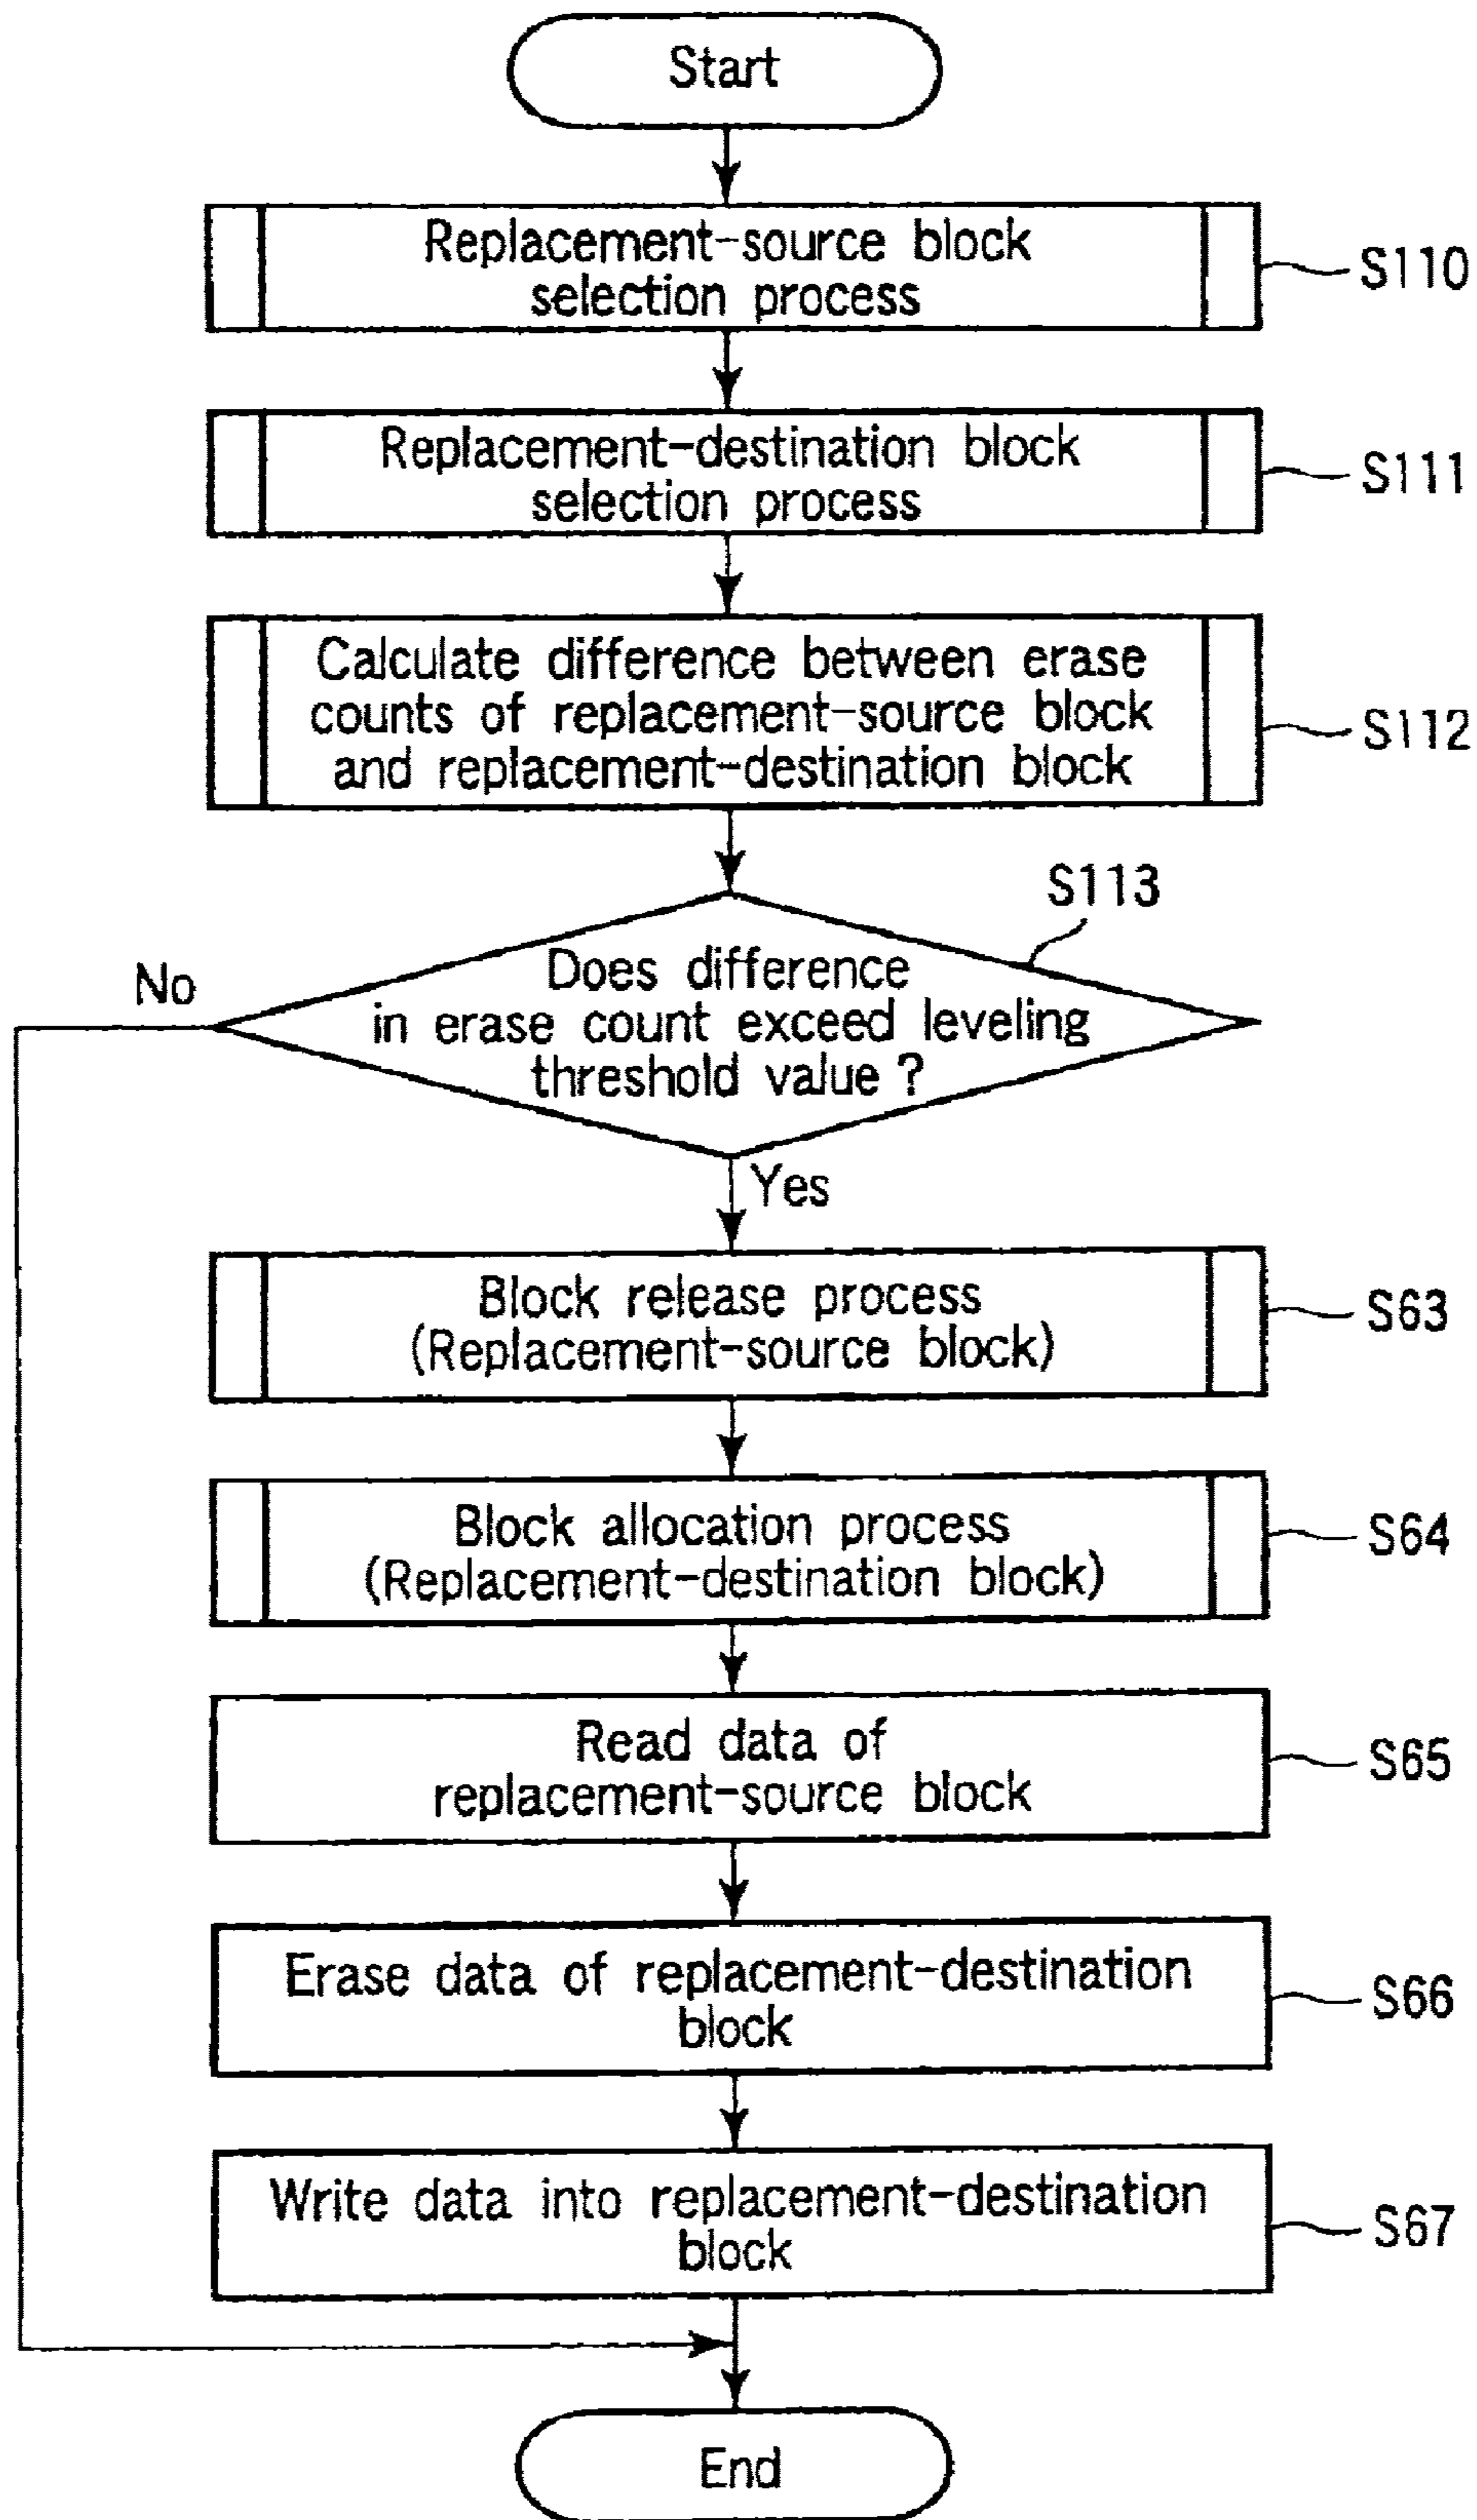 Start
Replacement-source block
selection process
S110
Replacement-destination block
selection process
S111
Calculate difference between erase
counts of replacement-source block
and replacement-destination block
S112
S113
No
Does difference
in erase count exceed leveling
threshold value ?
Yes
Block release process
(Replacement-source block)
S63
Block allocation process
(Replacement-destination block)
S64
Read data of
replacement-source block
S65
Erase data of replacement-destination
block
S66
Write data into replacement-destination
block
S67
End